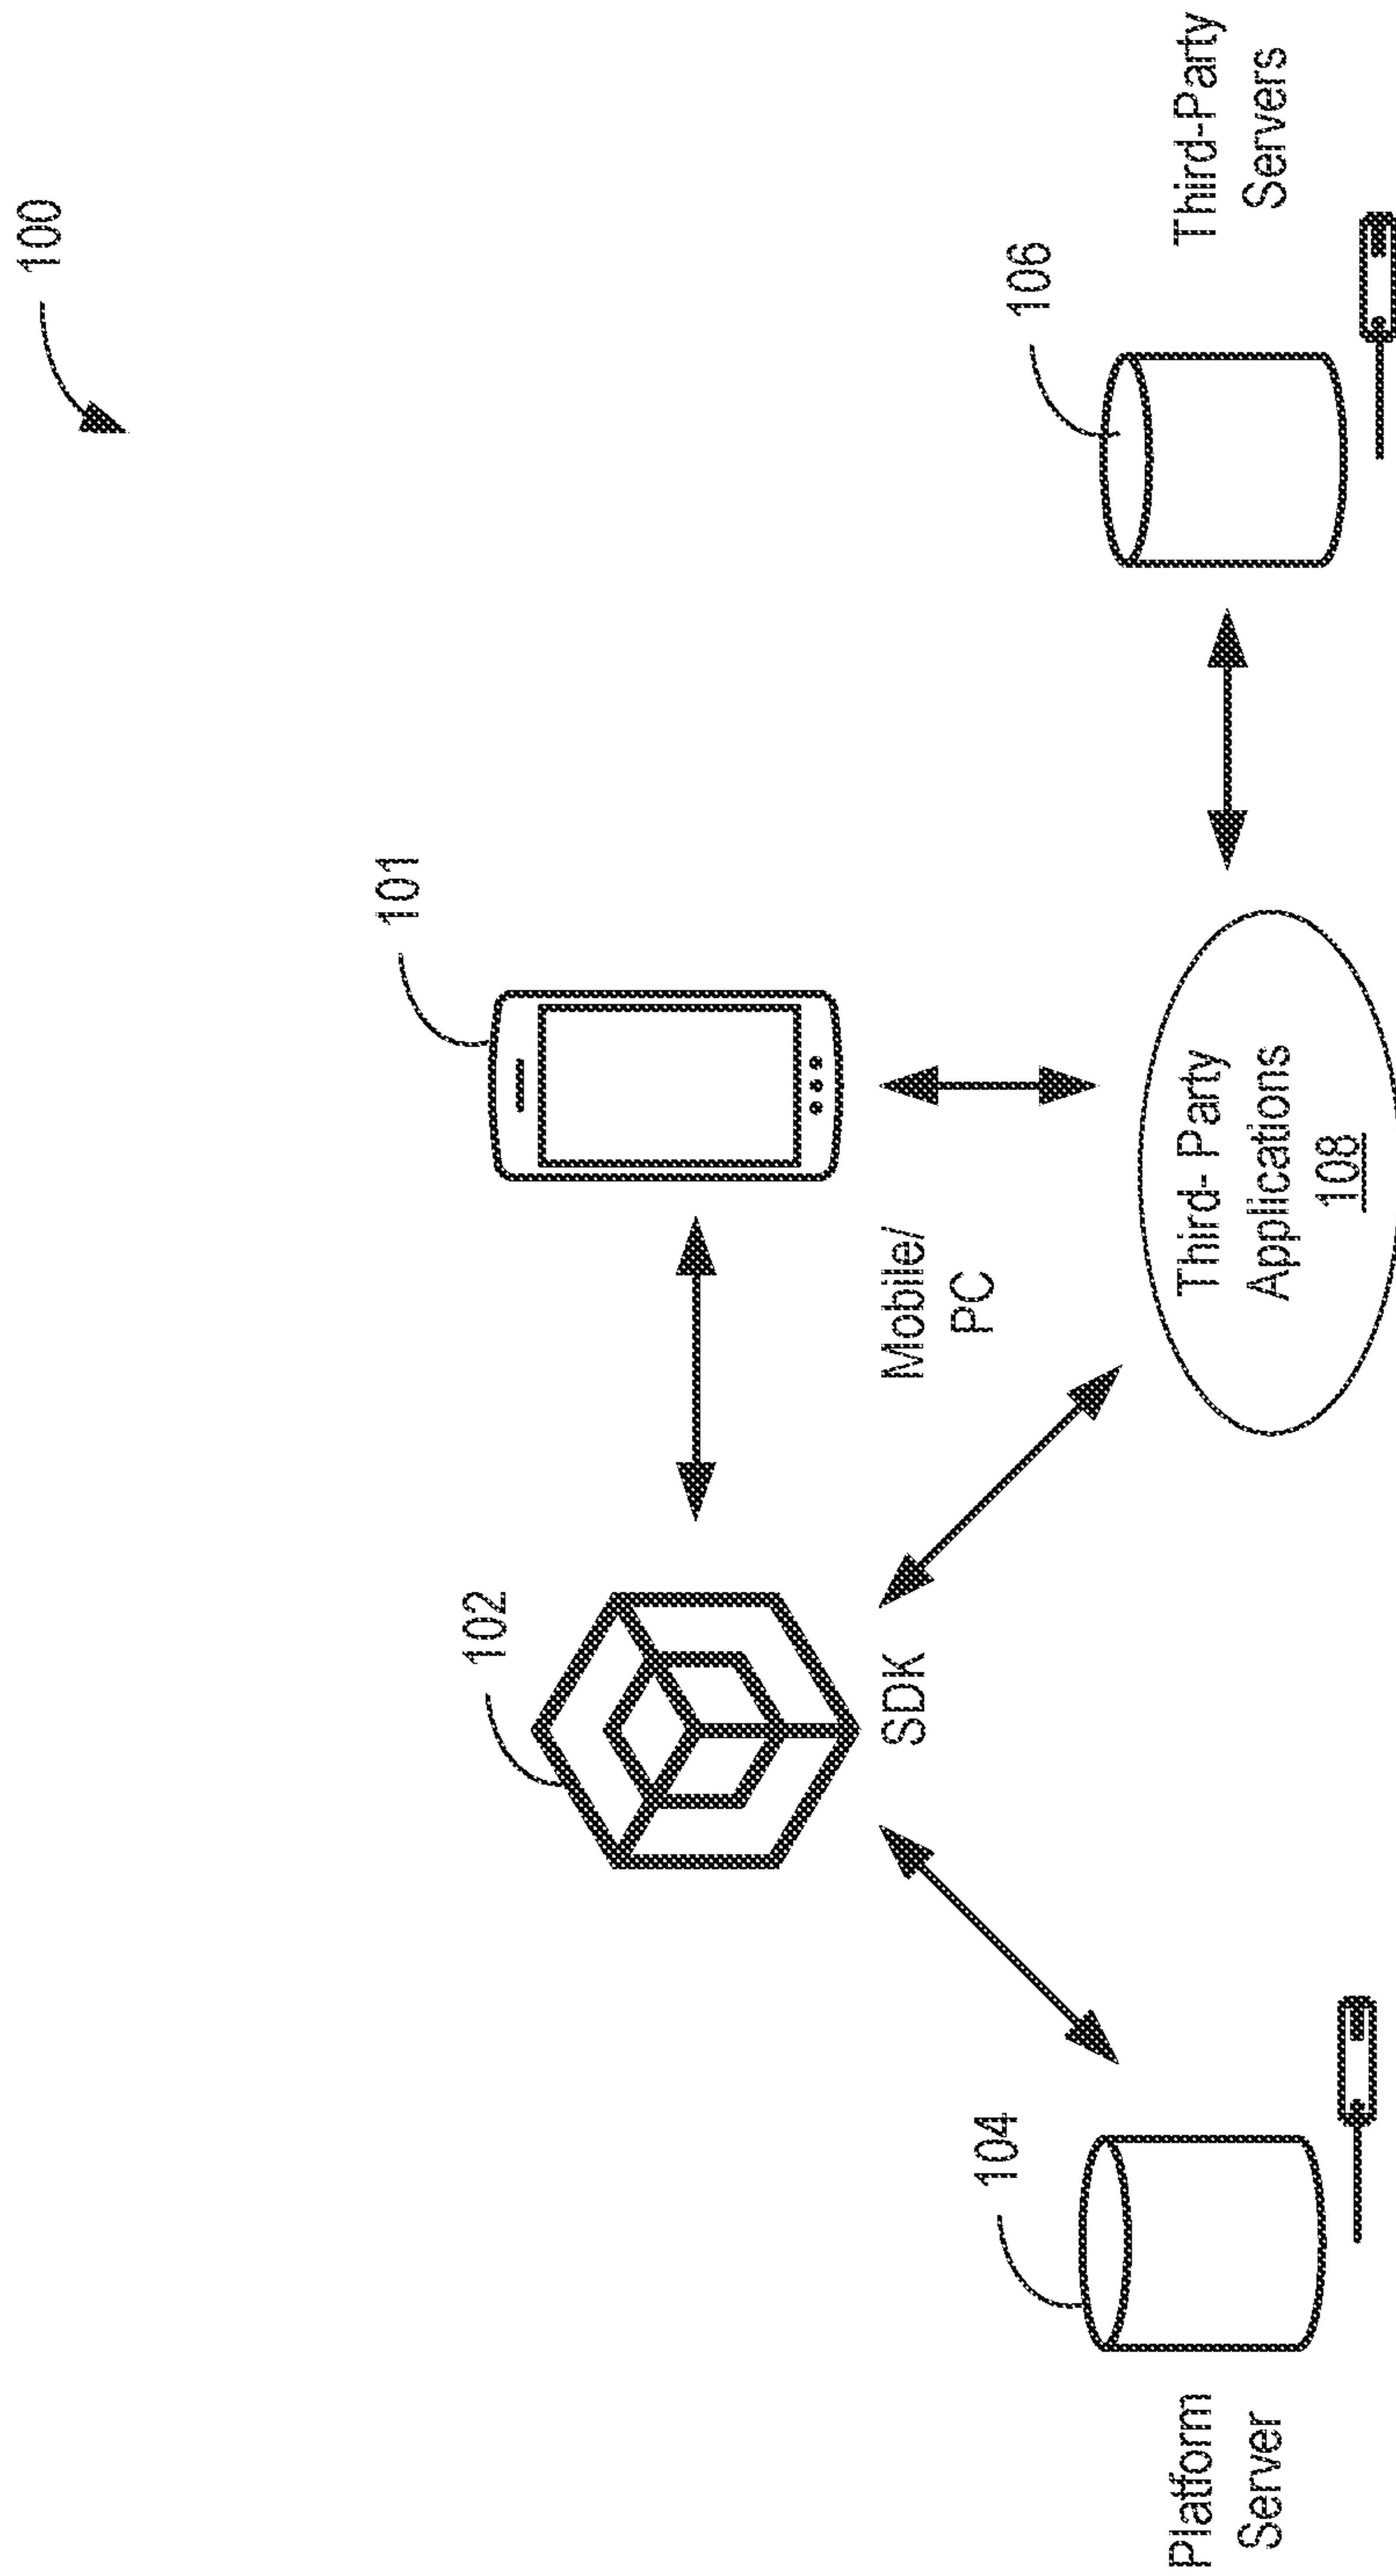 100
101
102
SDK
Mobile/
PC
104
Platform
Server
Third- Party
Applications
108
106
Third-Party
Servers